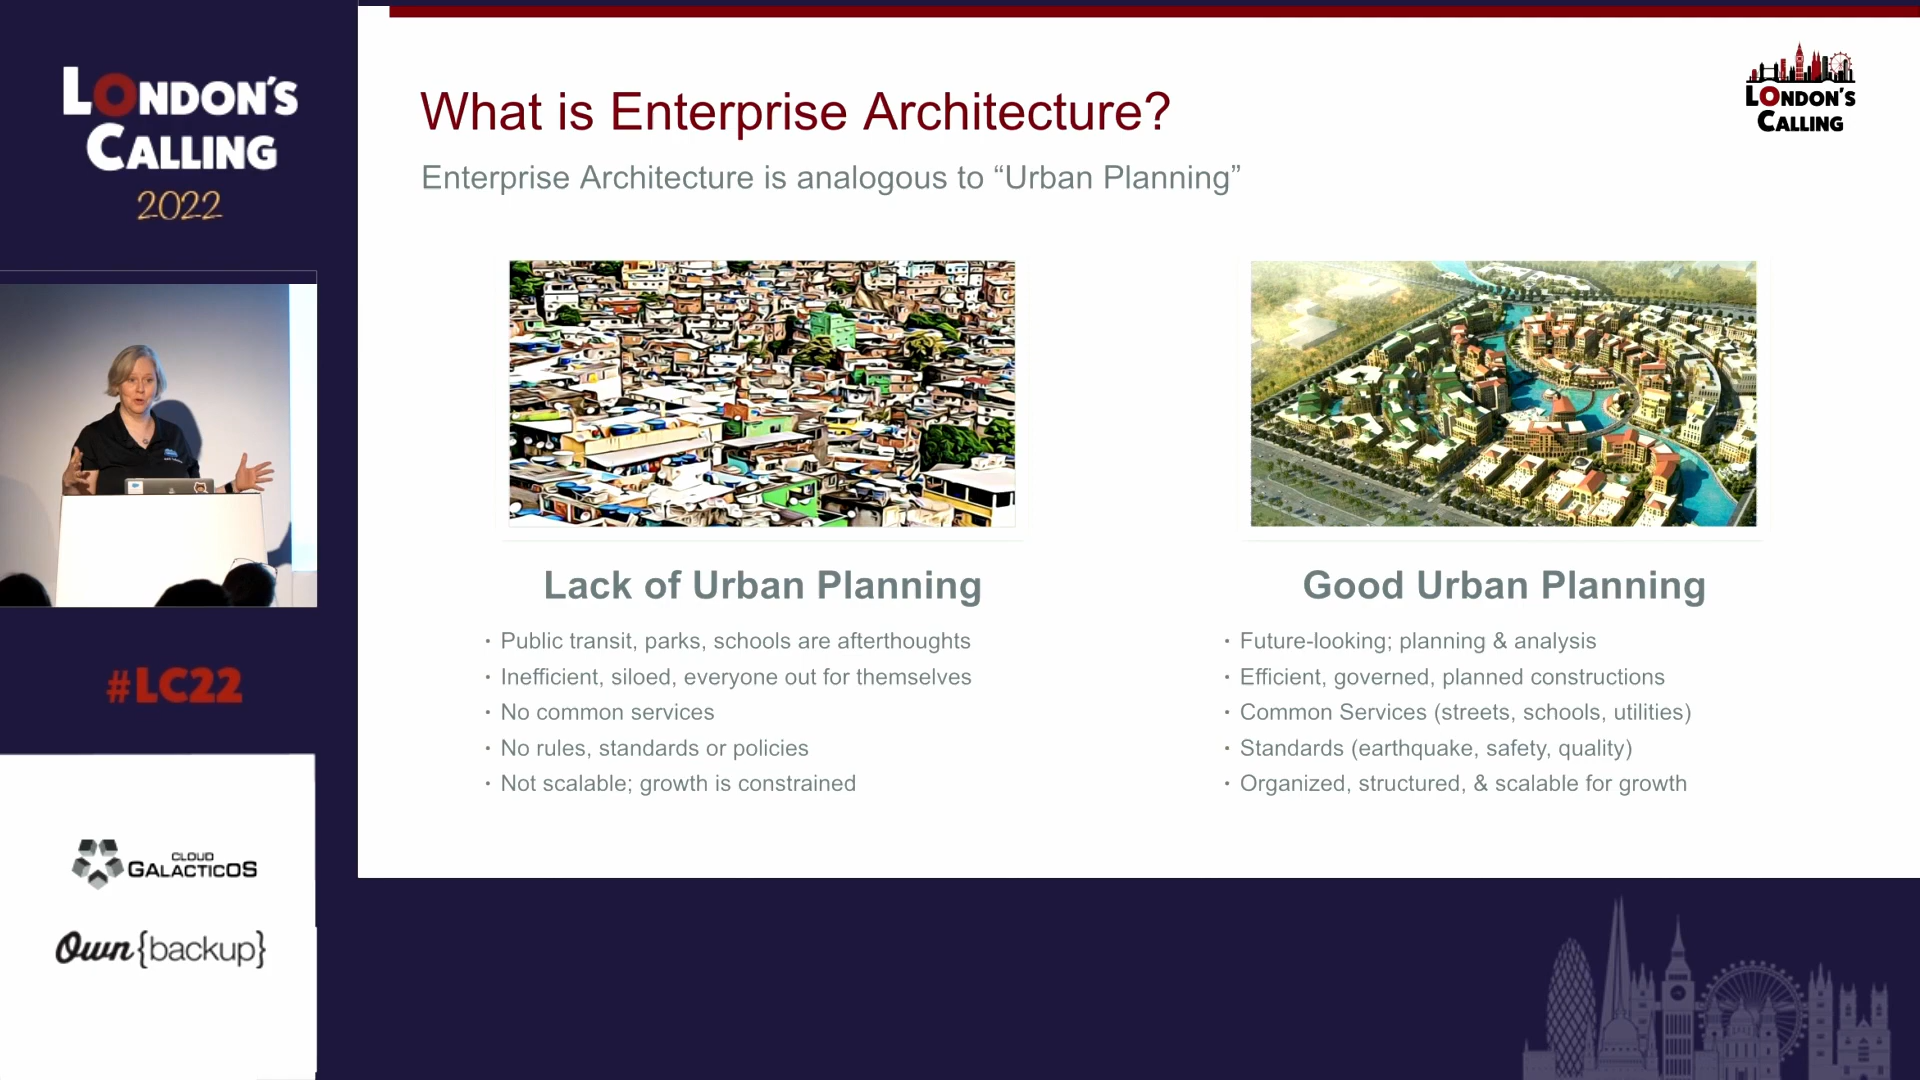 LONDON'S
CALLING
2022
#LC22
CLOUD
GALACTICOS
Own{backup}
What is Enterprise Architecture?
Enterprise Architecture is analogous to “Urban Planning”
LONDON'S
CALLING
Lack of Urban Planning
· Public transit, parks, schools are afterthoughts
· Inefficient, siloed, everyone out for themselves
· No common services
· No rules, standards or policies
· Not scalable; growth is constrained
Good Urban Planning
· Future-looking; planning & analysis
· Efficient, governed, planned constructions
· Common Services (streets, schools, utilities)
· Standards (earthquake, safety, quality)
· Organized, structured, & scalable for growth